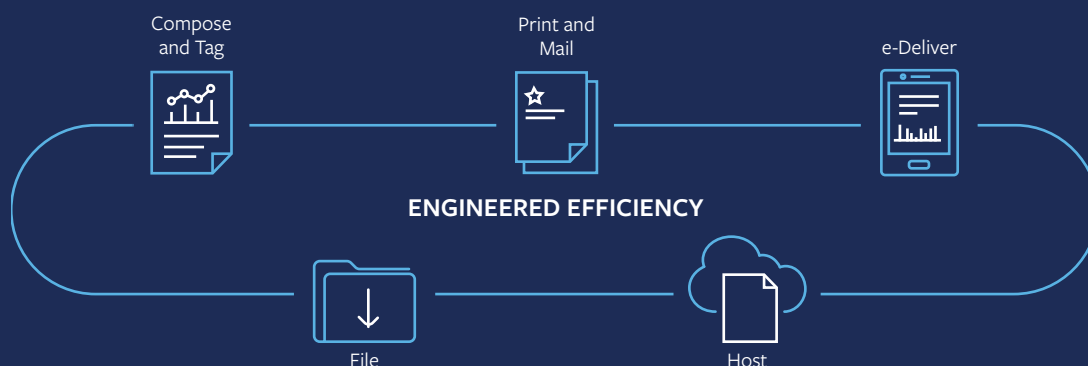 Compose
and Tag
Print and
Mail
e-Deliver
ENGINEERED EFFICIENCY
File
Host